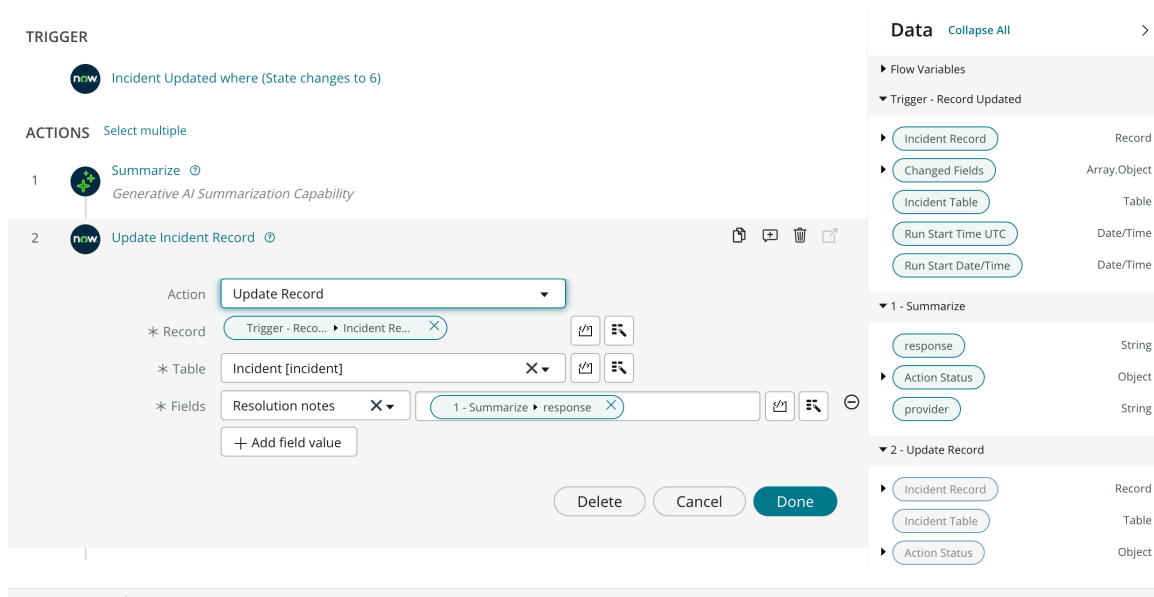 TRIGGER
now Incident Updated where (State changes to 6)
ACTIONS Select multiple
1 Summarize
Generative AI Summarization Capability
2 now Update Incident Record
Action Update Record
* Record Trigger - Reco... Incident Re...
* Table Incident [incident]
* Fields Resolution notes 1 - Summarize response
+ Add field value
Delete Cancel Done
Data Collapse All
Flow Variables
Trigger - Record Updated
Incident Record Record
Changed Fields Array.Object
Incident Table Table
Run Start Time UTC Date/Time
Run Start Date/Time Date/Time
1 - Summarize
response String
Action Status Object
provider String
2 - Update Record
Incident Record Record
Incident Table Table
Action Status Object